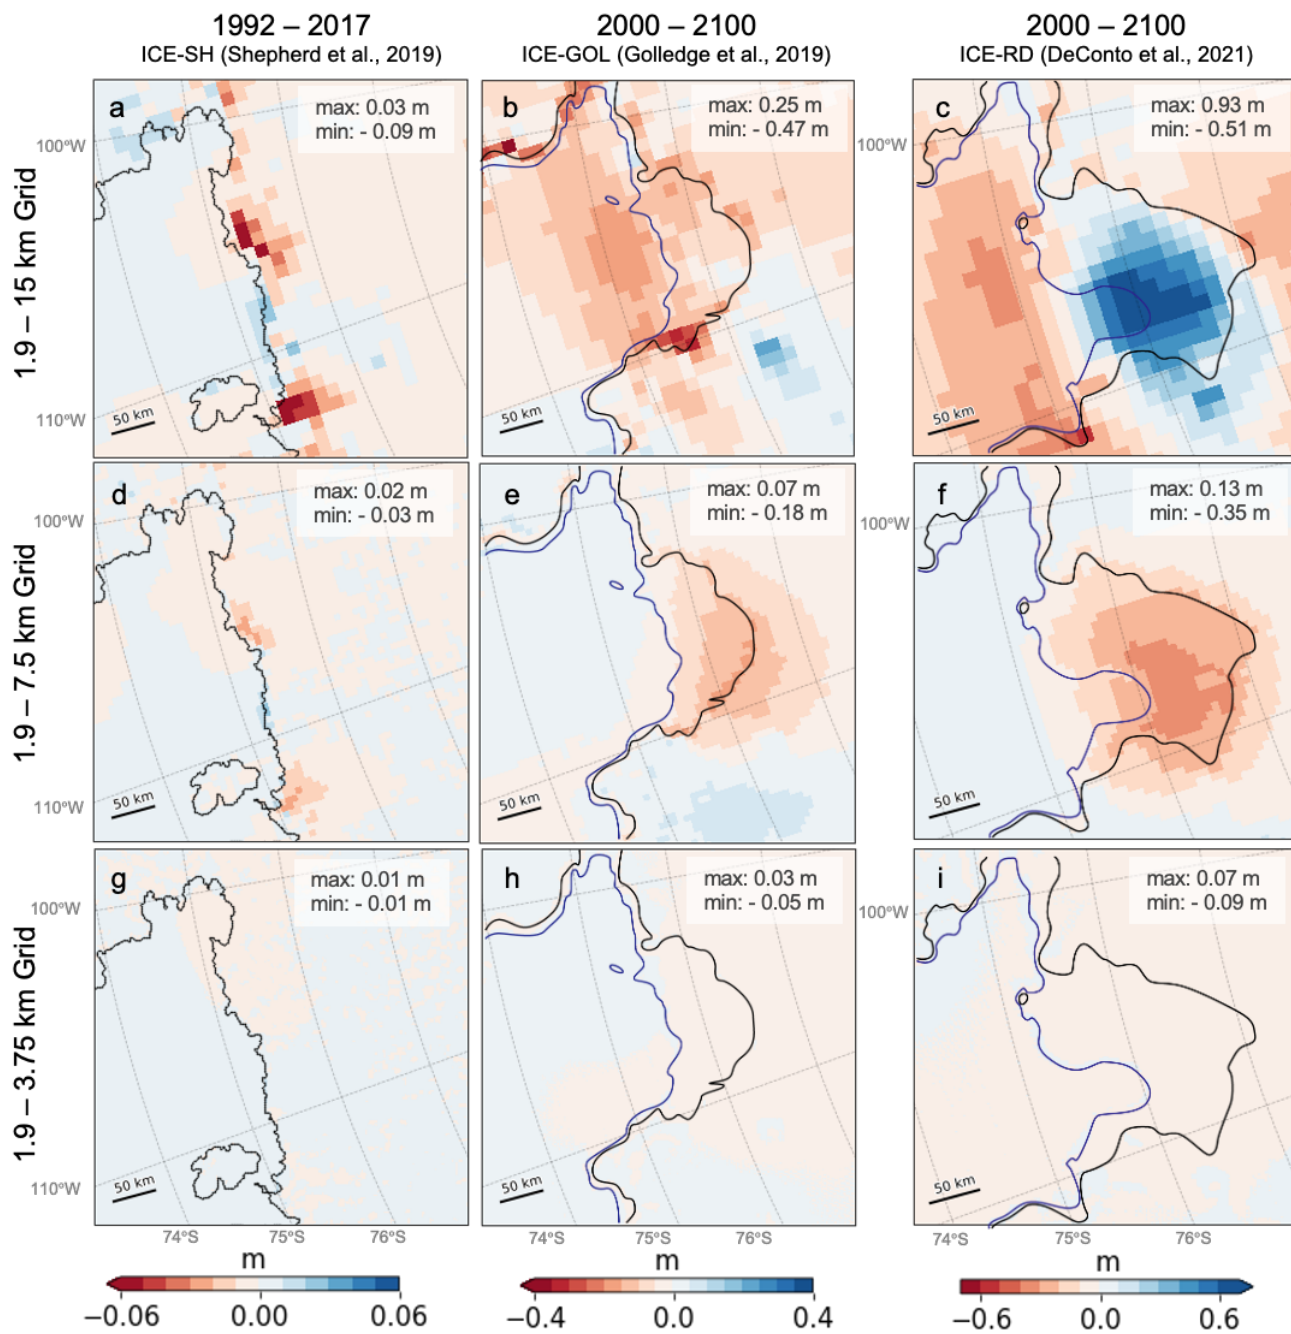 1992 – 2017
ICE-SH (Shepherd et al., 2019)
2000 – 2100
ICE-GOL (Golledge et al., 2019)
2000 – 2100
ICE-RD (DeConto et al., 2021)
1.9 – 15 km Grid
a
max: 0.03 m
min: - 0.09 m
100°W
110°W
50 km
b
max: 0.25 m
min: - 0.47 m
50 km
c
max: 0.93 m
min: - 0.51 m
100°W
50 km
1.9 – 7.5 km Grid
d
max: 0.02 m
min: - 0.03 m
100°W
110°W
50 km
e
max: 0.07 m
min: - 0.18 m
50 km
f
max: 0.13 m
min: - 0.35 m
100°W
50 km
1.9 – 3.75 km Grid
g
max: 0.01 m
min: - 0.01 m
100°W
110°W
50 km
h
max: 0.03 m
min: - 0.05 m
50 km
i
max: 0.07 m
min: - 0.09 m
100°W
50 km
74°S 75°S 76°S
74°S 75°S 76°S
74°S 75°S 76°S
m
−0.06 0.00 0.06
m
−0.4 0.0 0.4
m
−0.6 0.0 0.6